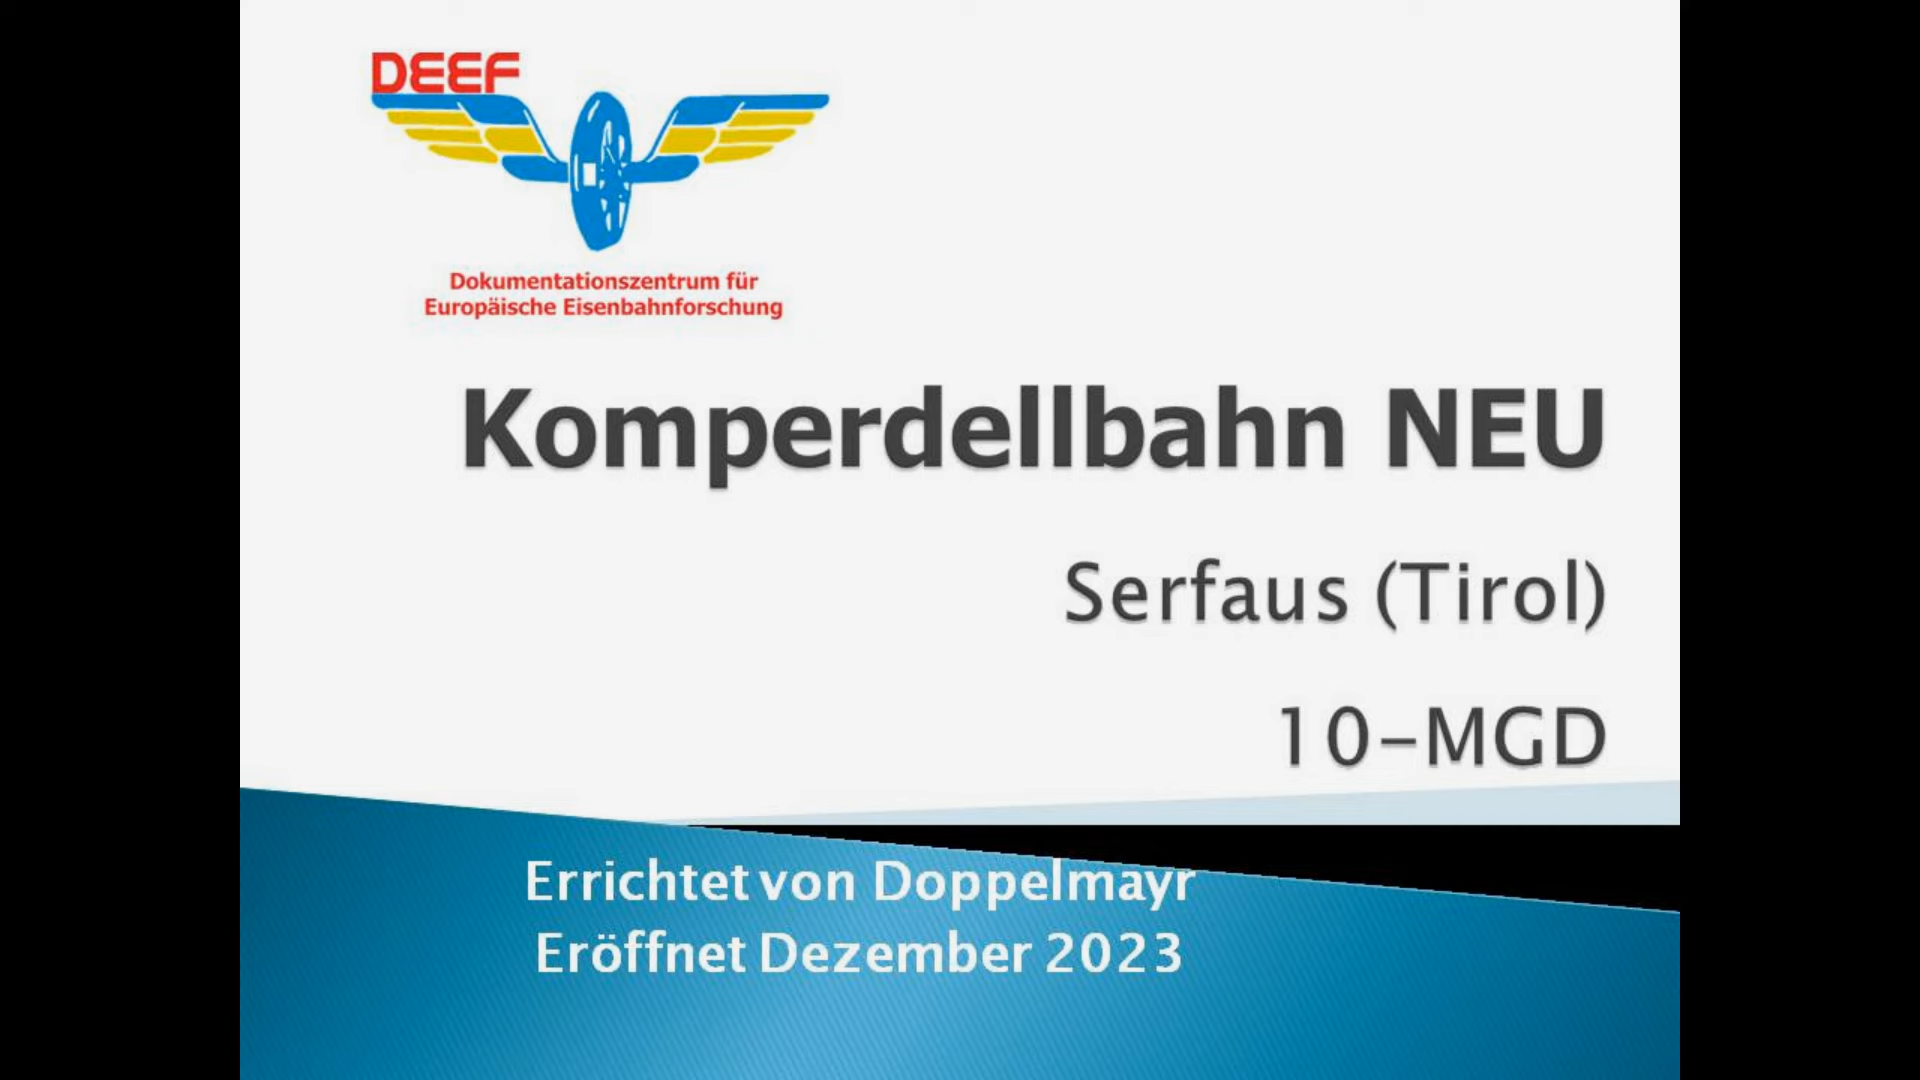 DEEF
Dokumentationszentrum für
Europäische Eisenbahnforschung
Komperdellbahn NEU
Serfaus (Tirol)
10-MGD
Errichtet von Doppelmayr
Eröffnet Dezember 2023